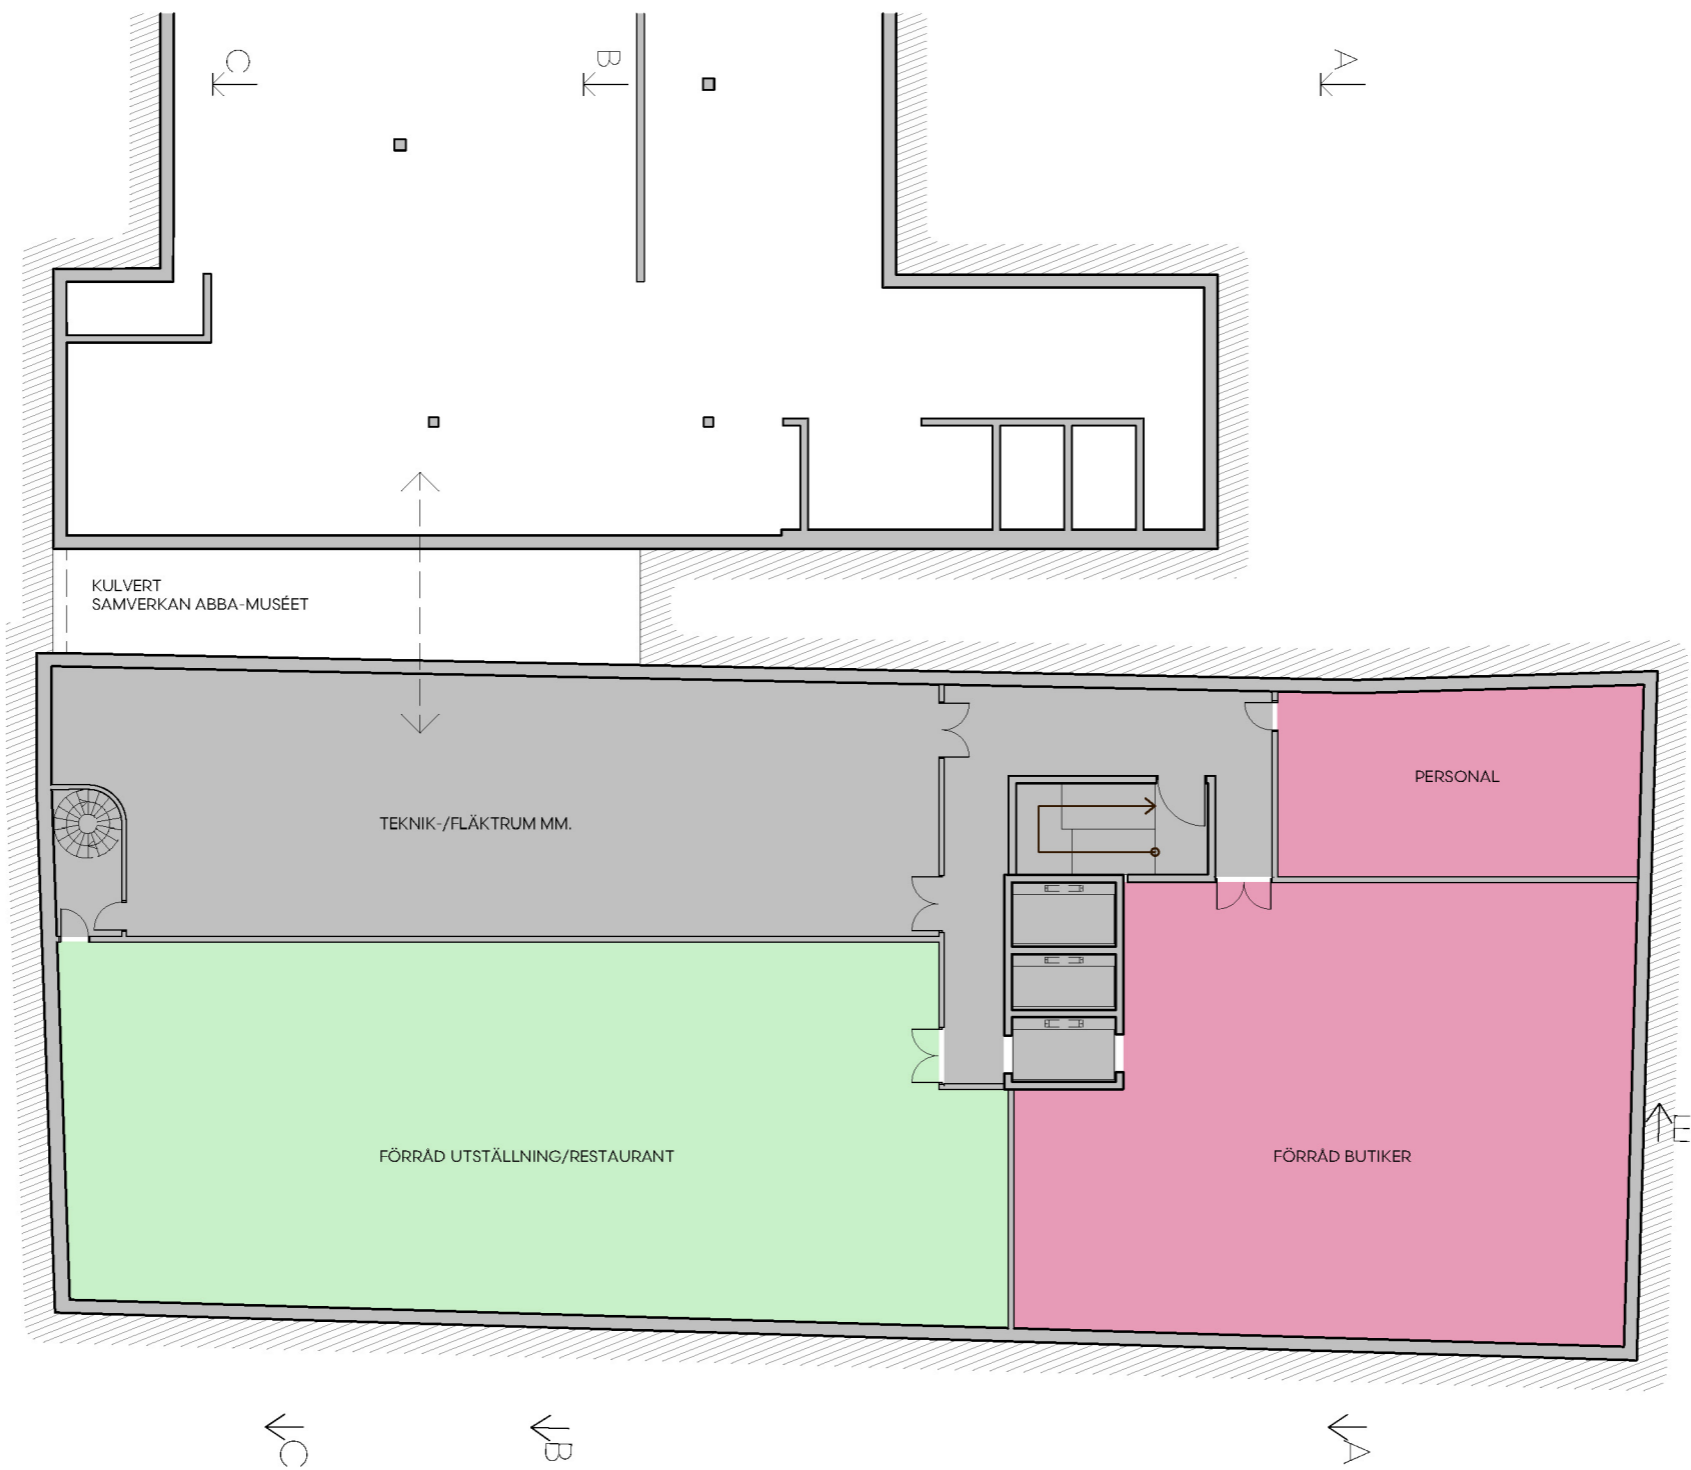 C
B
A
KULVERT
SAMVERKAN ABBA-MUSÉET
PERSONAL
TEKNIK-/FLÄKTRUM MM.
E
FÖRRÅD UTSTÄLLNING/RESTAURANT
FÖRRÅD BUTIKER
C
B
A